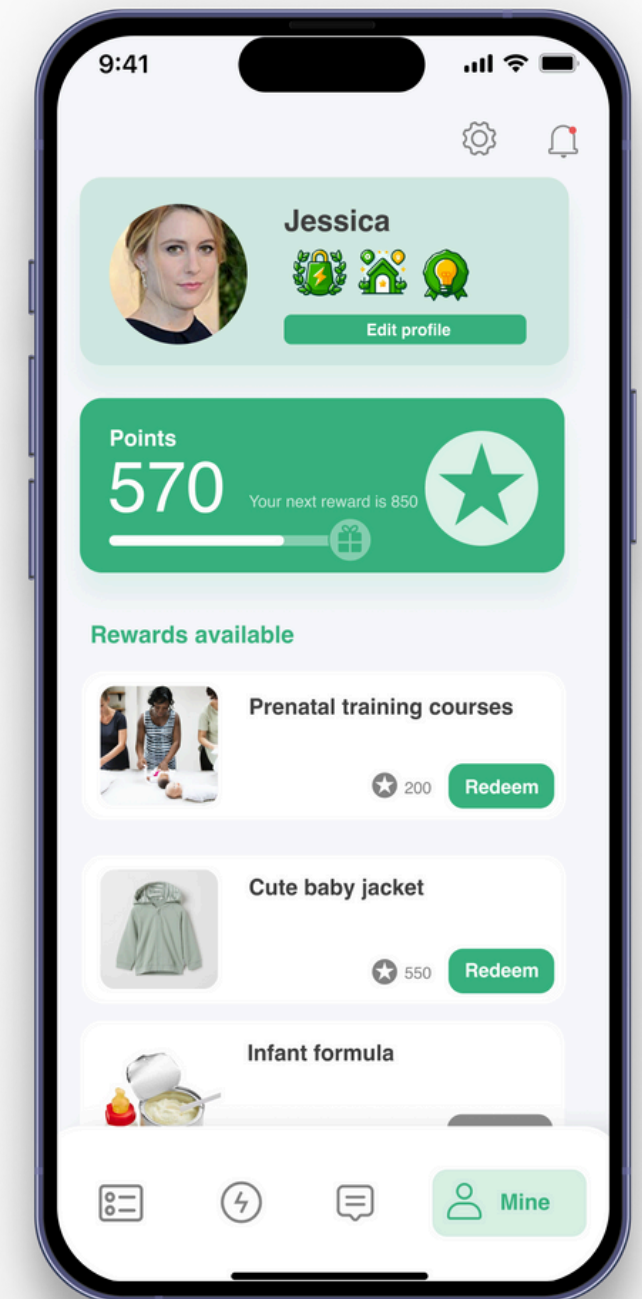 9:41
Jessica
Edit profile
Points
570
Your next reward is 850
Rewards available
Prenatal training courses
200
Redeem
Cute baby jacket
550
Redeem
Infant formula
Mine